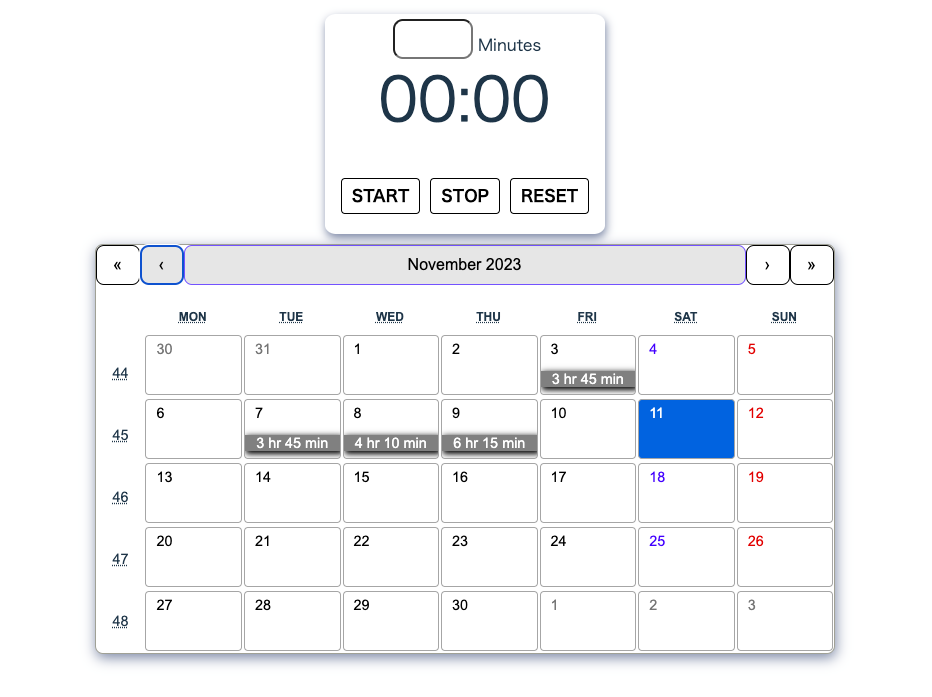 Minutes
00:00
START STOP RESET
« ‹ November 2023 › »
MON TUE WED THU FRI SAT SUN
44 30 31 1 2 3 4 5
3 hr 45 min
45 6 7 8 9 10 11 12
3 hr 45 min 4 hr 10 min 6 hr 15 min
46 13 14 15 16 17 18 19
47 20 21 22 23 24 25 26
48 27 28 29 30 1 2 3